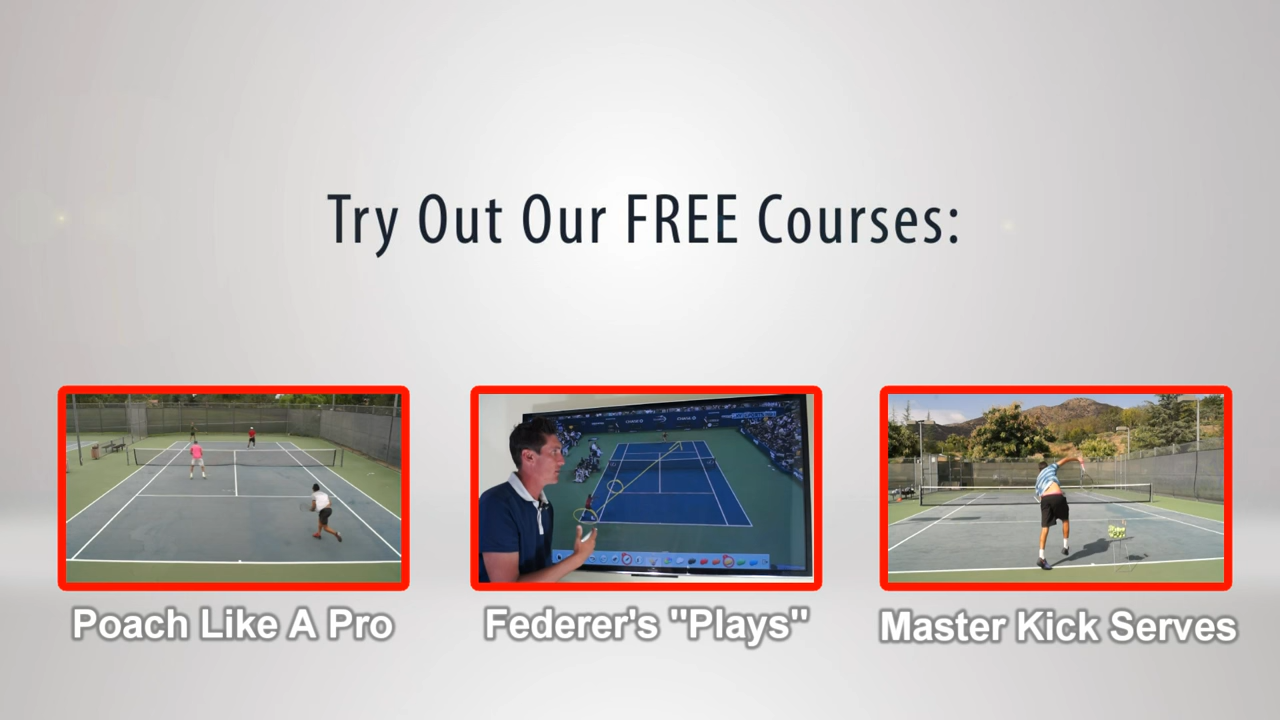 Try Out Our FREE Courses:
Poach Like A Pro
Federer's "Plays"
Master Kick Serves